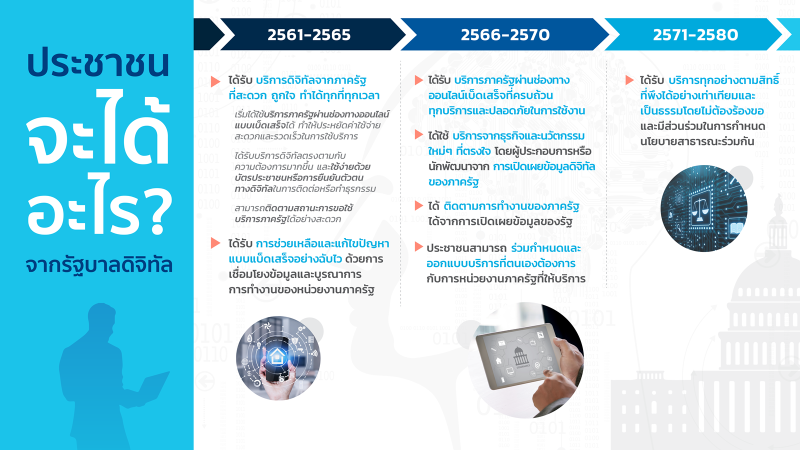 ประชาชน
จะได้
อะไร?
จากรัฐบาลดิจิทัล
2561-2565
ได้รับ บริการดิจิทัลจากภาครัฐ
ที่สะดวก ถูกใจ ทำได้ทุกที่ทุกเวลา
เริ่มได้ใช้บริการภาครัฐผ่านช่องทางออนไลน์
แบบเบ็ดเสร็จได้ ทำให้ประหยัดค่าใช้จ่าย
สะดวกและรวดเร็วในการใช้บริการ
ได้รับบริการดิจิทัลตรงตามกับ
ความต้องการมากขึ้น และใช้ง่ายด้วย
บัตรประชาชนหรือการยืนยันตัวตน
ทางดิจิทัลในการติดต่อหรือทำธุรกรรม
สามารถติดตามสถานะการขอใช้
บริการภาครัฐได้อย่างสะดวก
ได้รับ การช่วยเหลือและแก้ไขปัญหา
แบบแบ็ดเสร็จอย่างฉับไว ด้วยการ
เชื่อมโยงข้อมูลและบูรณาการ
การทำงานของหน่วยงานภาครัฐ
2566-2570
ได้รับ บริการภาครัฐผ่านช่องทาง
ออนไลน์เบ็ดเสร็จที่ครบถ้วน
ทุกบริการและปลอดภัยในการใช้งาน
ได้ใช้ บริการจากธุรกิจและนวัตกรรม
ใหม่ๆ ที่ตรงใจ โดยผู้ประกอบการหรือ
นักพัฒนาจาก การเปิดเผยข้อมูลดิจิทัล
ของภาครัฐ
ได้ ติดตามการทำงานของภาครัฐ
ได้จากการเปิดเผยข้อมูลของรัฐ
ประชาชนสามารถ ร่วมกำหนดและ
ออกแบบบริการที่ตนเองต้องการ
กับการหน่วยงานภาครัฐที่ให้บริการ
2571-2580
ได้รับ บริการทุกอย่างตามสิทธิ์
ที่พึงได้อย่างเท่าเทียมและ
เป็นธรรมโดยไม่ต้องร้องขอ
และมีส่วนร่วมในการกำหนด
นโยบายสาธารณะร่วมกัน